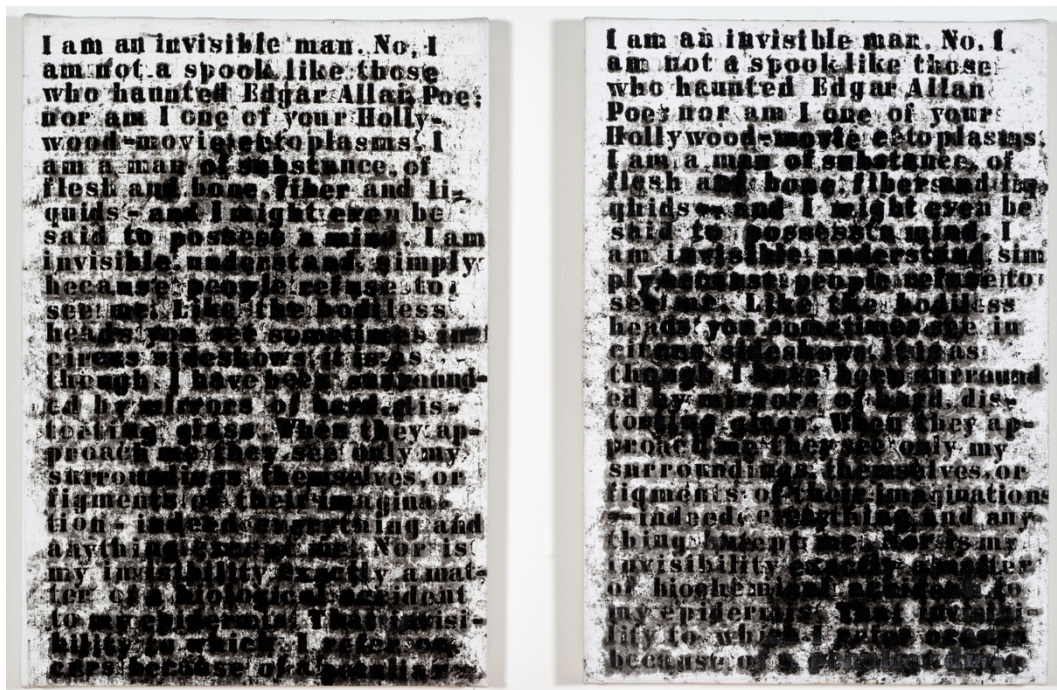 I am an invisible man. No, I
am not a spook like those
who haunted Edgar Allan Poe;
nor am I one of your Holly-
wood-movie ectoplasms. I
am a man of substance, of
flesh and bone, fiber and li-
quids - and I might even be
said to possess a mind. I am
invisible, understand, simply
because people refuse to
see me. Like the bodiless
heads you see sometimes in
circus sideshows, it is as
though I have been surround-
ed by mirrors of hard, dis-
torting glass. When they ap-
proach me they see only my
surroundings, themselves, or
figments of their imagina-
tion - indeed everything and
anything except me. Nor is
my invisibility exactly a mat-
ter of a biological accident
to my epidermis. That invisi-
bility to which I refer oc-
curs because of a peculiar
I am an invisible man. No, I
am not a spook like those
who haunted Edgar Allan
Poe; nor am I one of your
Hollywood-movie ectoplasms.
I am a man of substance, of
flesh and bone, fiber and li-
quids - and I might even be
said to possess a mind. I
am invisible, understand, sim
ply because people refuse to
see me. Like the bodiless
heads you sometimes see in
circus sideshows, it is as
though I have been surround
ed by mirrors of hard, dis-
torting glass. When they ap-
proach me they see only my
surroundings, themselves, or
figments of their imaginations
- indeed, everything and any-
thing except me. Nor is my
invisibility exactly a matter
of biochemical accident to
my epidermis. That invisibi-
lity to which I refer occurs
because of a